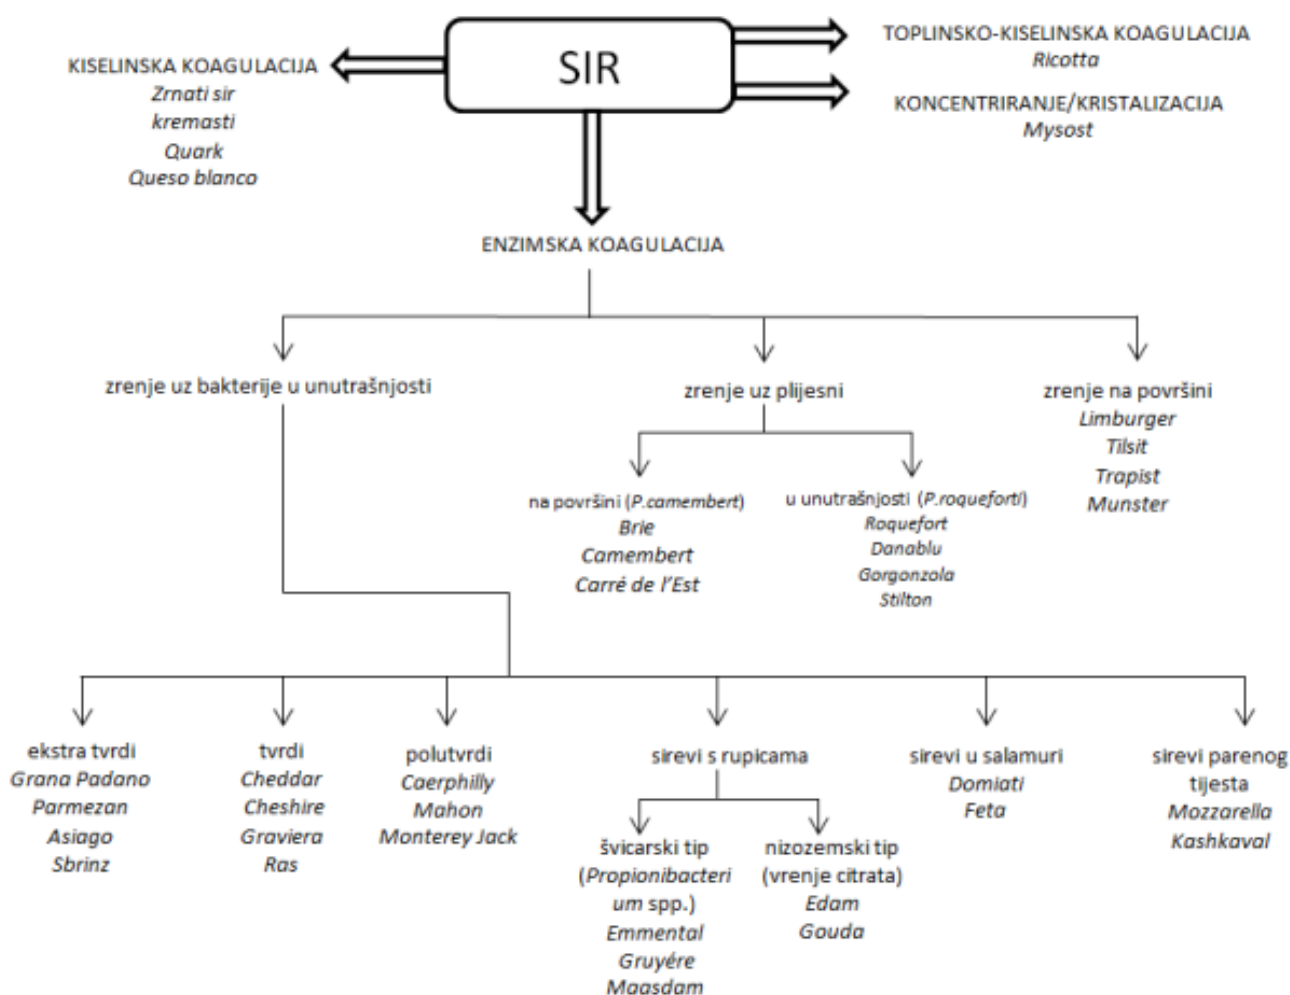 SIR
KISELINSKA KOAGULACIJA
Zrnati sir
kremasti
Quark
Queso blanco
TOPLINSKO-KISELINSKA KOAGULACIJA
Ricotta
KONCENTRIRANJE/KRISTALIZACIJA
Mysost
ENZIMSKA KOAGULACIJA
zrenje uz bakterije u unutrašnjosti
zrenje uz plijesni
na površini (P.camembert)
Brie
Camembert
Carré de l’Est
u unutrašnjosti (P.roqueforti)
Roquefort
Danablu
Gorgonzola
Stilton
zrenje na površini
Limburger
Tilsit
Trapist
Munster
ekstra tvrdi
Grana Padano
Parmezan
Asiago
Sbrinz
tvrdi
Cheddar
Cheshire
Graviera
Ras
polutvrdi
Caerphilly
Mahon
Monterey Jack
sirevi s rupicama
švicarski tip
(Propionibacteri
um spp.)
Emmental
Gruyére
Maasdam
nizozemski tip
(vrenje citrata)
Edam
Gouda
sirevi u salamuri
Domiati
Feta
sirevi parenog
tijesta
Mozzarella
Kashkaval